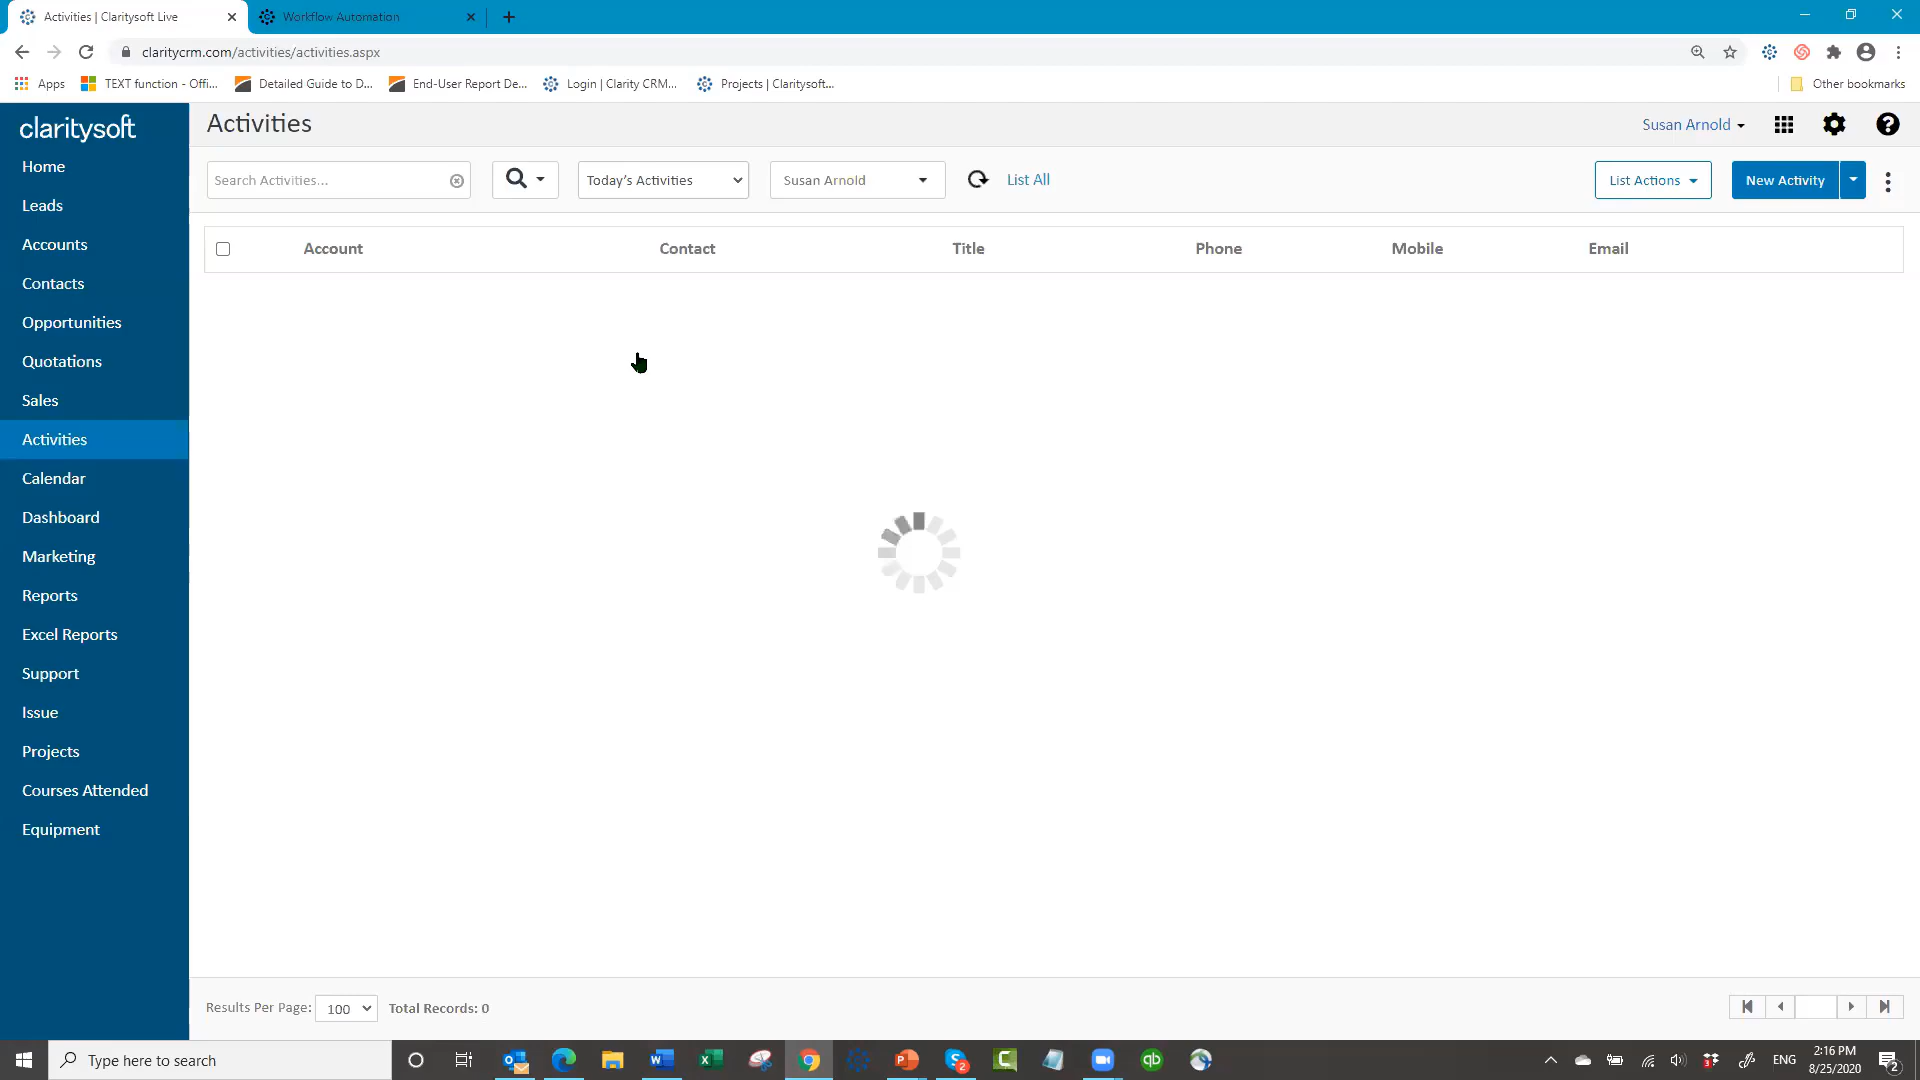 Activities | Claritysoft Live
Workflow Automation
claritycrm.com/activities/activities.aspx
Apps
TEXT function - Offi...
Detailed Guide to D...
End-User Report De...
Login | Clarity CRM...
Projects | Claritysoft...
Other bookmarks
claritysoft
Activities
Susan Arnold
Home
Leads
Accounts
Contacts
Opportunities
Quotations
Sales
Activities
Calendar
Dashboard
Marketing
Reports
Excel Reports
Support
Issue
Projects
Courses Attended
Equipment
Search Activities...
Today's Activities
Susan Arnold
List All
List Actions
New Activity
Account Contact Title Phone Mobile Email
Results Per Page: 100 Total Records: 0
Type here to search
ENG
2:16 PM
8/25/2020